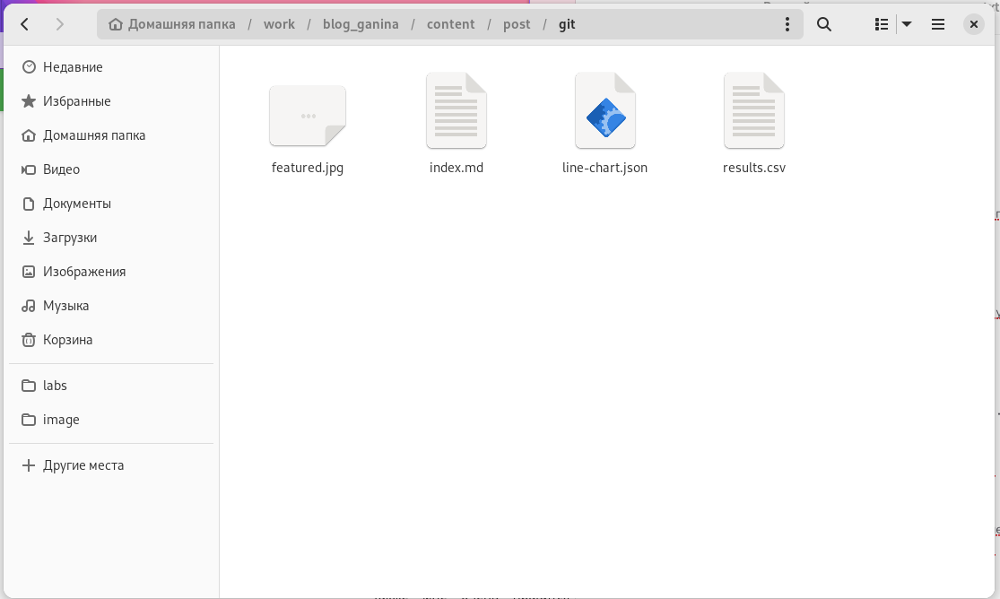 Домашняя папка / work / blog_ganina / content / post / git
Недавние
Избранные
Домашняя папка
Видео
Документы
Загрузки
Изображения
Музыка
Корзина
labs
image
Другие места
featured.jpg
index.md
line-chart.json
results.csv